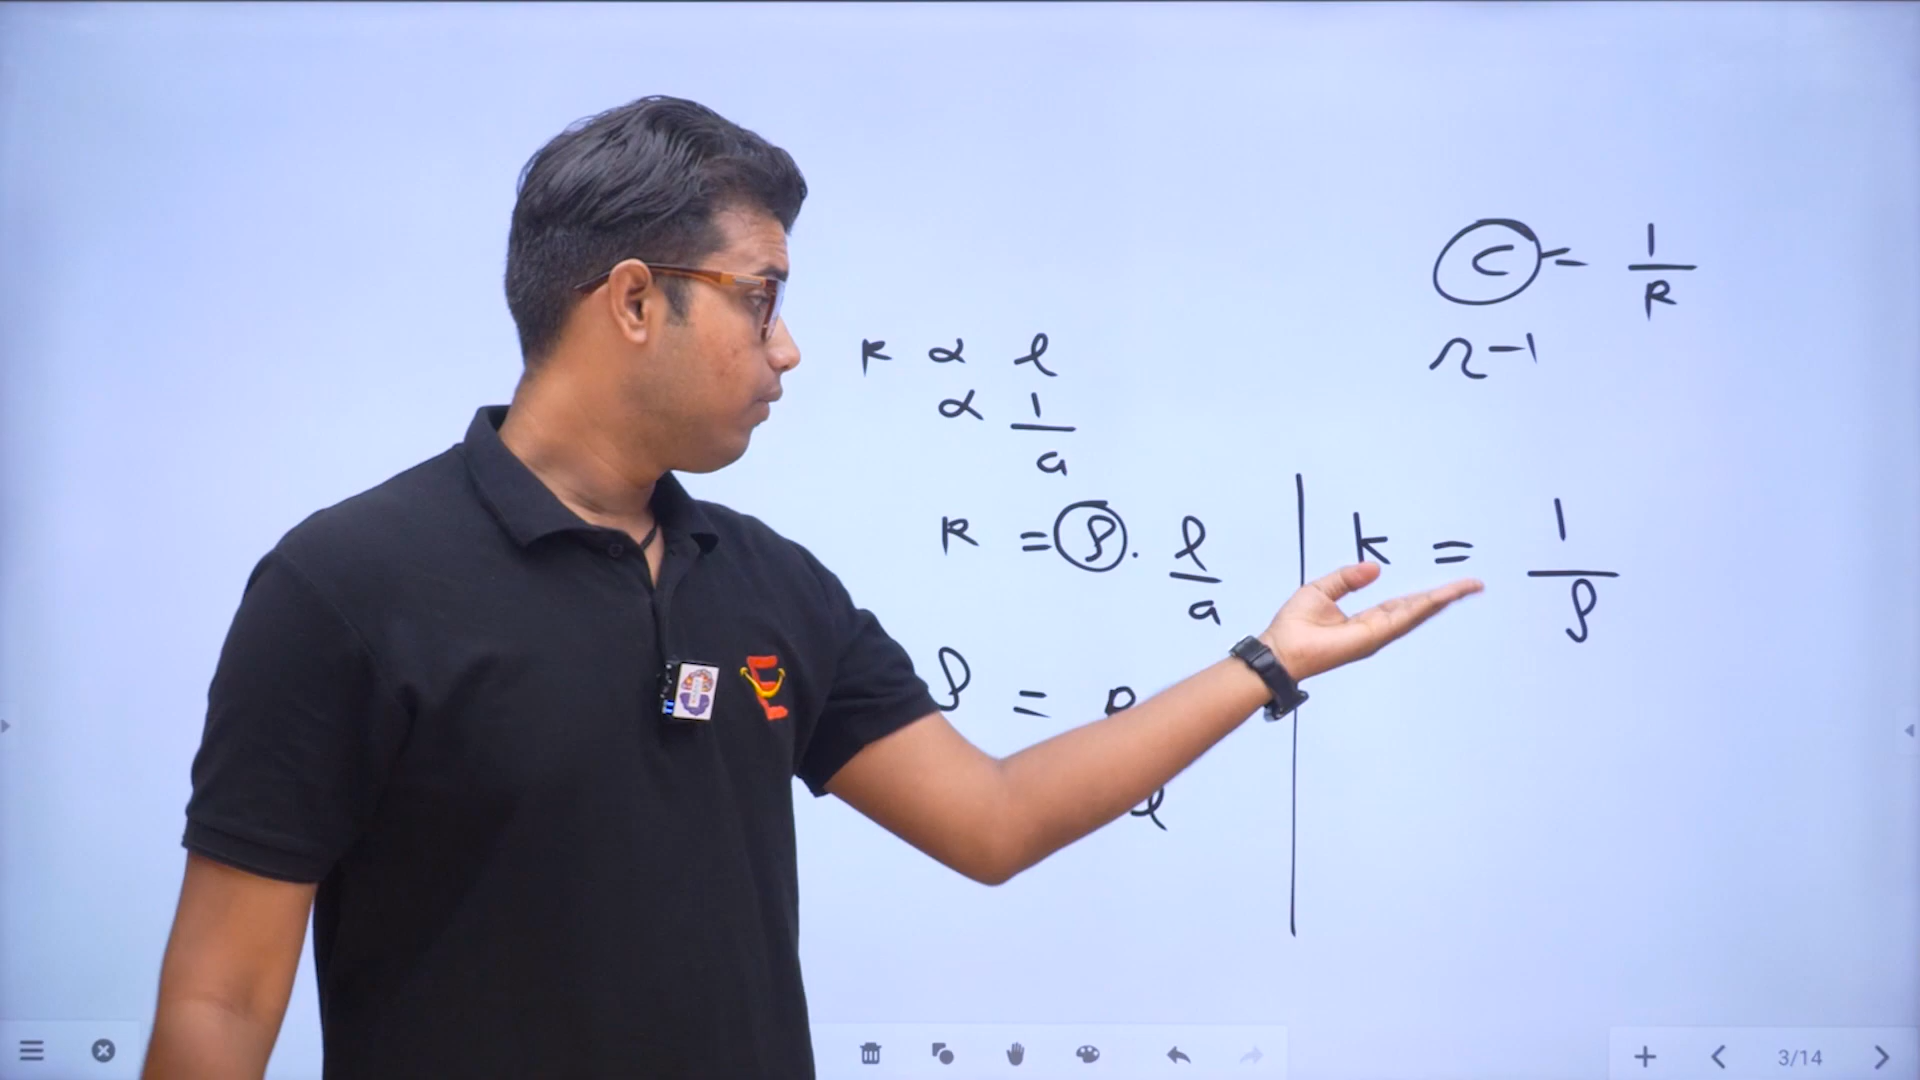 C = 1/R
Ω-1
R ∝ l
∝ 1/a
R = ρ. l/a
k = 1/ρ
ρ =
l
3/14